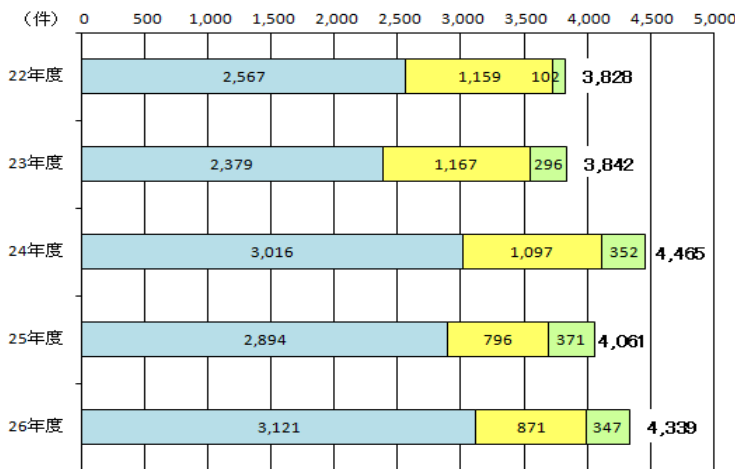 （件） 0 500 1,000 1,500 2,000 2,500 3,000 3,500 4,000 4,500 5,000
22年度 2,567 1,159 102 3,828
23年度 2,379 1,167 296 3,842
24年度 3,016 1,097 352 4,465
25年度 2,894 796 371 4,061
26年度 3,121 871 347 4,339